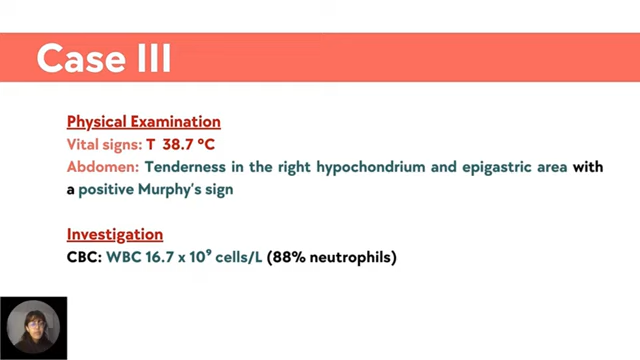 Case III
Physical Examination
Vital signs: T 38.7 °C
Abdomen: Tenderness in the right hypochondrium and epigastric area with
a positive Murphy's sign
Investigation
CBC: WBC 16.7 x 10⁹ cells/L (88% neutrophils)